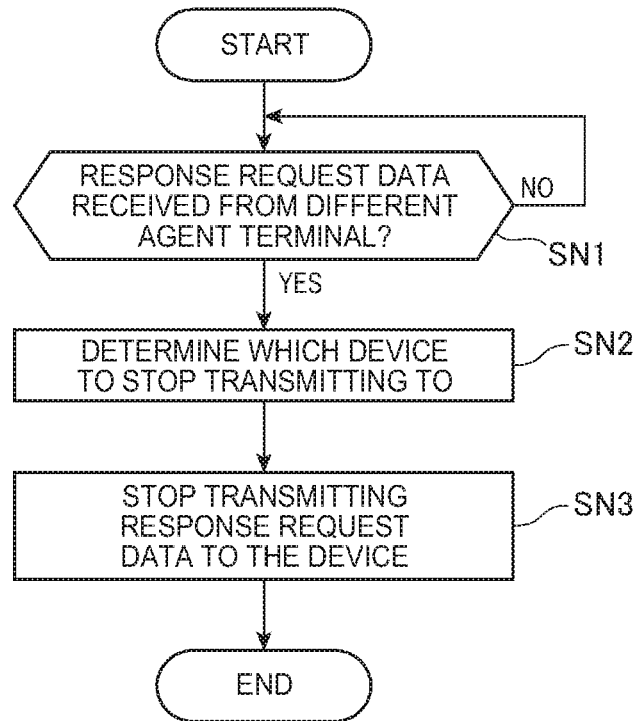 START
RESPONSE REQUEST DATA
RECEIVED FROM DIFFERENT
AGENT TERMINAL?
NO
SN1
YES
DETERMINE WHICH DEVICE
TO STOP TRANSMITTING TO
SN2
STOP TRANSMITTING
RESPONSE REQUEST
DATA TO THE DEVICE
SN3
END